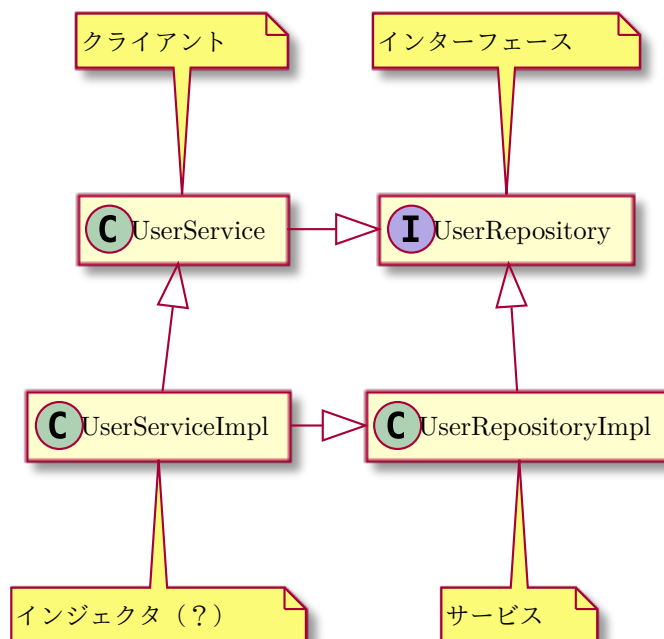 クライアント
インターフェース
C UserService
I UserRepository
C UserServiceImpl
C UserRepositoryImpl
インジェクタ（？）
サービス